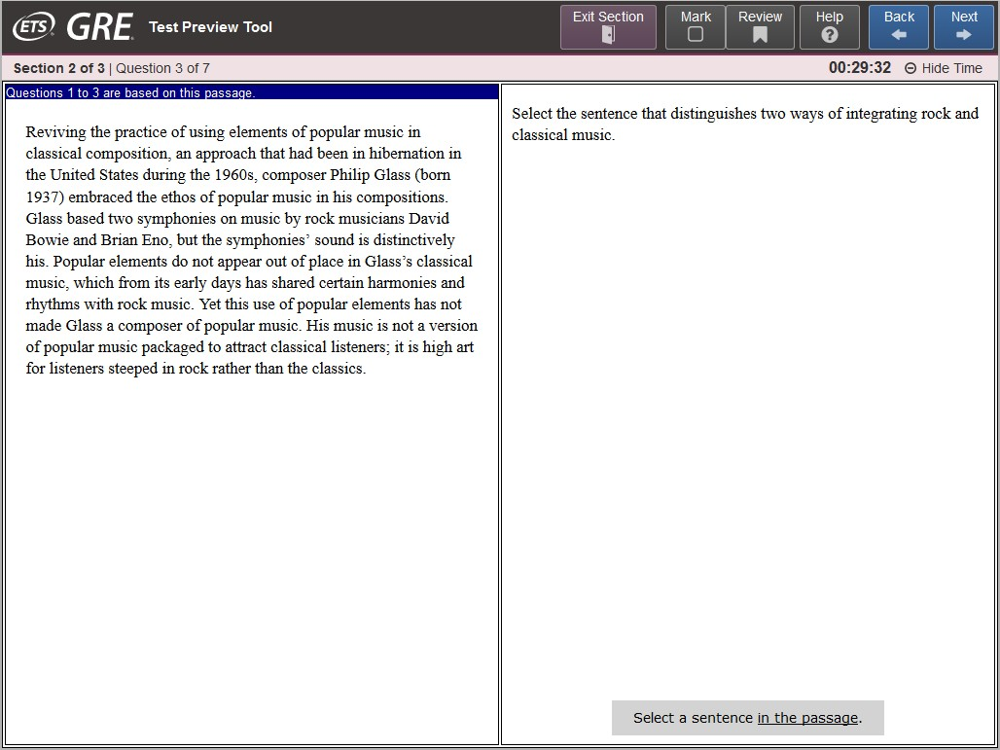 ETS GRE Test Preview Tool Exit Section Mark Review Help Back Next
Section 2 of 3 | Question 3 of 7 00:29:32 Hide Time
Questions 1 to 3 are based on this passage.
Reviving the practice of using elements of popular music in
classical composition, an approach that had been in hibernation in
the United States during the 1960s, composer Philip Glass (born
1937) embraced the ethos of popular music in his compositions.
Glass based two symphonies on music by rock musicians David
Bowie and Brian Eno, but the symphonies’ sound is distinctively
his. Popular elements do not appear out of place in Glass’s classical
music, which from its early days has shared certain harmonies and
rhythms with rock music. Yet this use of popular elements has not
made Glass a composer of popular music. His music is not a version
of popular music packaged to attract classical listeners; it is high art
for listeners steeped in rock rather than the classics.
Select the sentence that distinguishes two ways of integrating rock and
classical music.
Select a sentence in the passage.